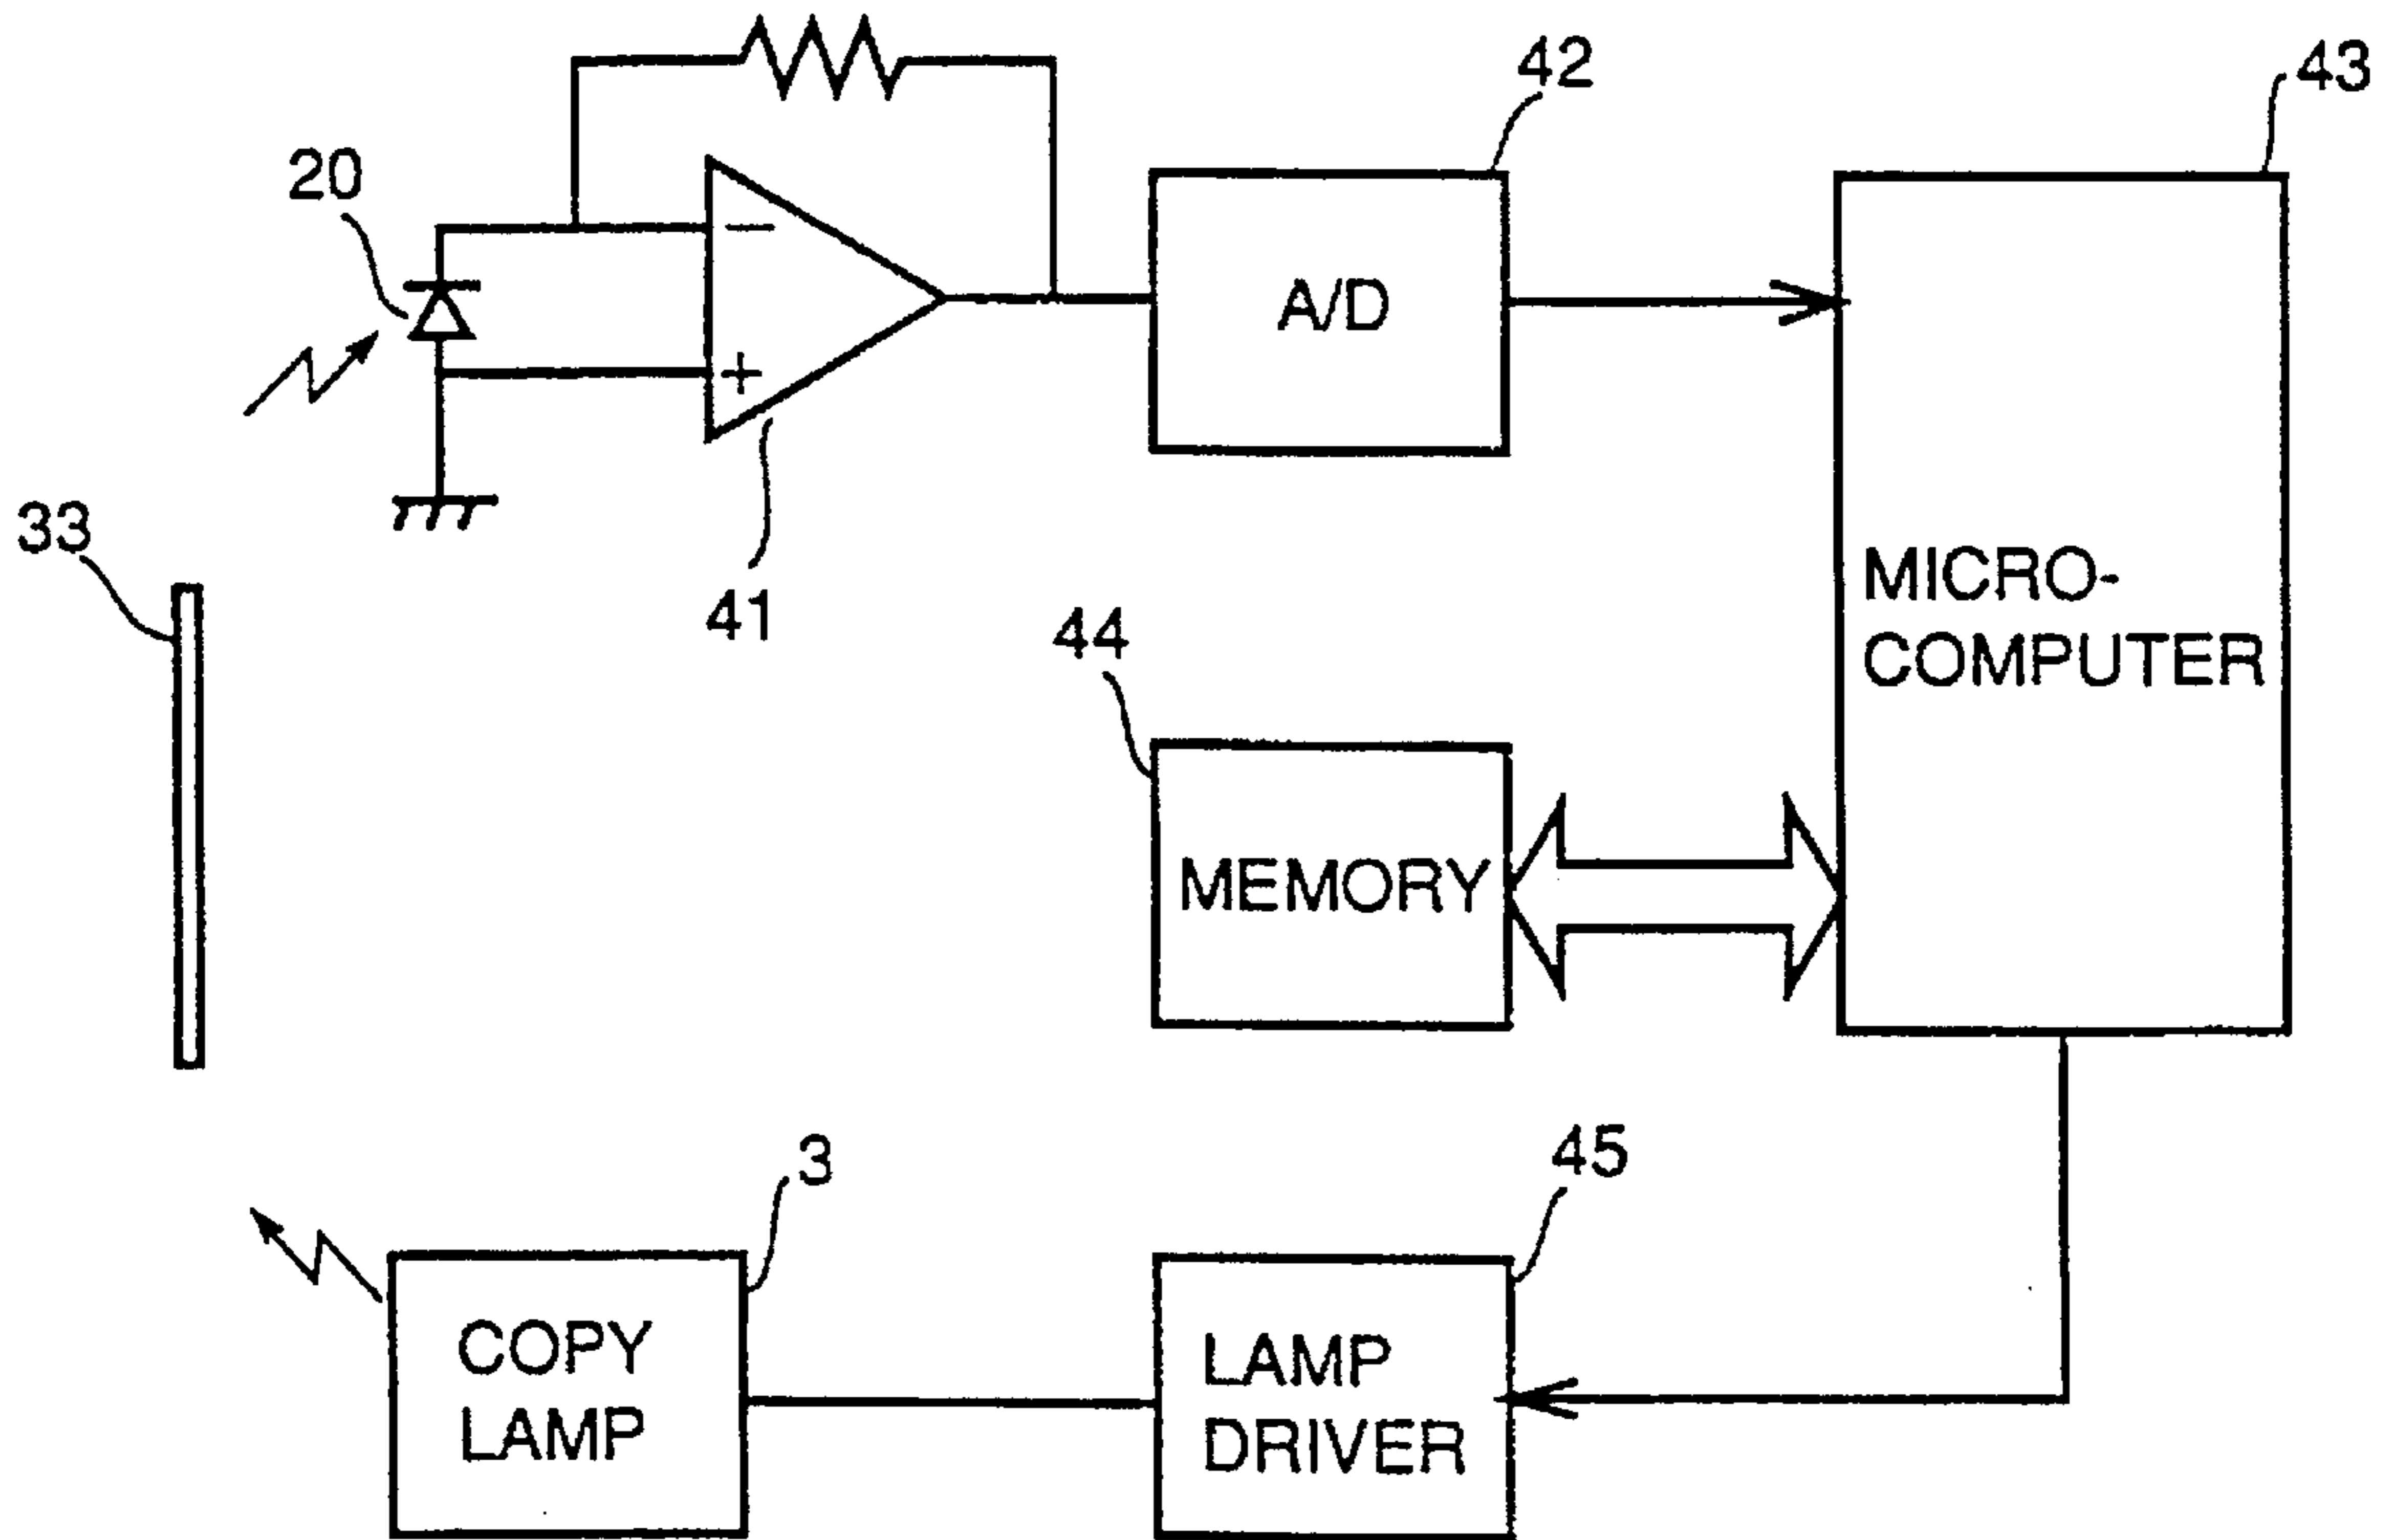 42
43
20
−
A/D
+
33
41
MICRO-
COMPUTER
44
MEMORY
3
45
COPY
LAMP
LAMP
DRIVER